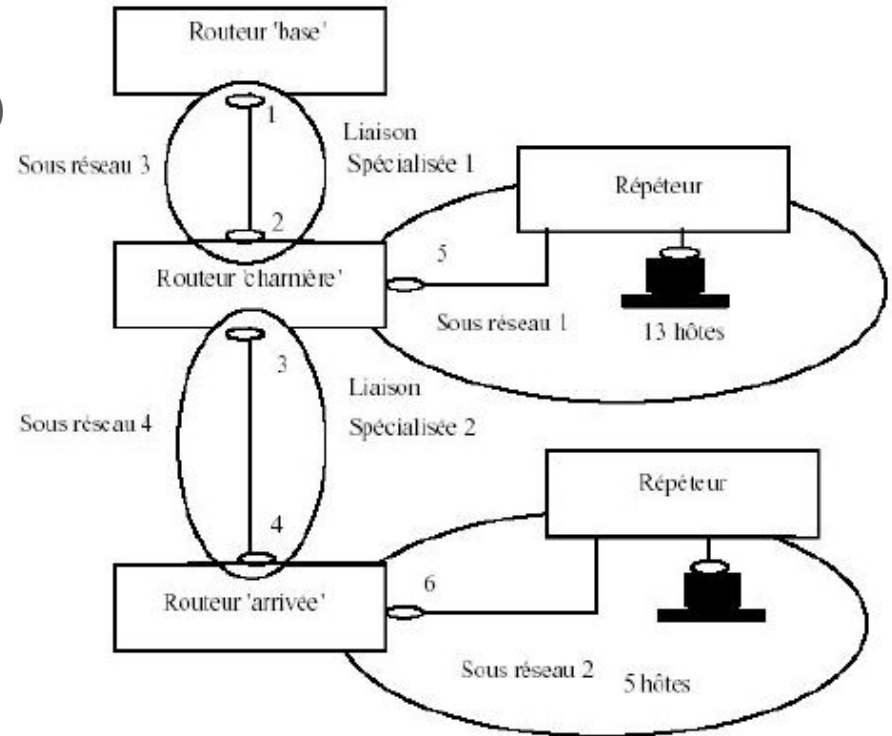 Routeur 'base'
1
Liaison
Spécialisée 1
Sous réseau 3
2
Répéteur
Routeur 'charnière'
5
Sous réseau 1
13 hôtes
3
Liaison
Spécialisée 2
Sous réseau 4
4
Répéteur
Routeur 'arrivée'
6
Sous réseau 2
5 hôtes
)